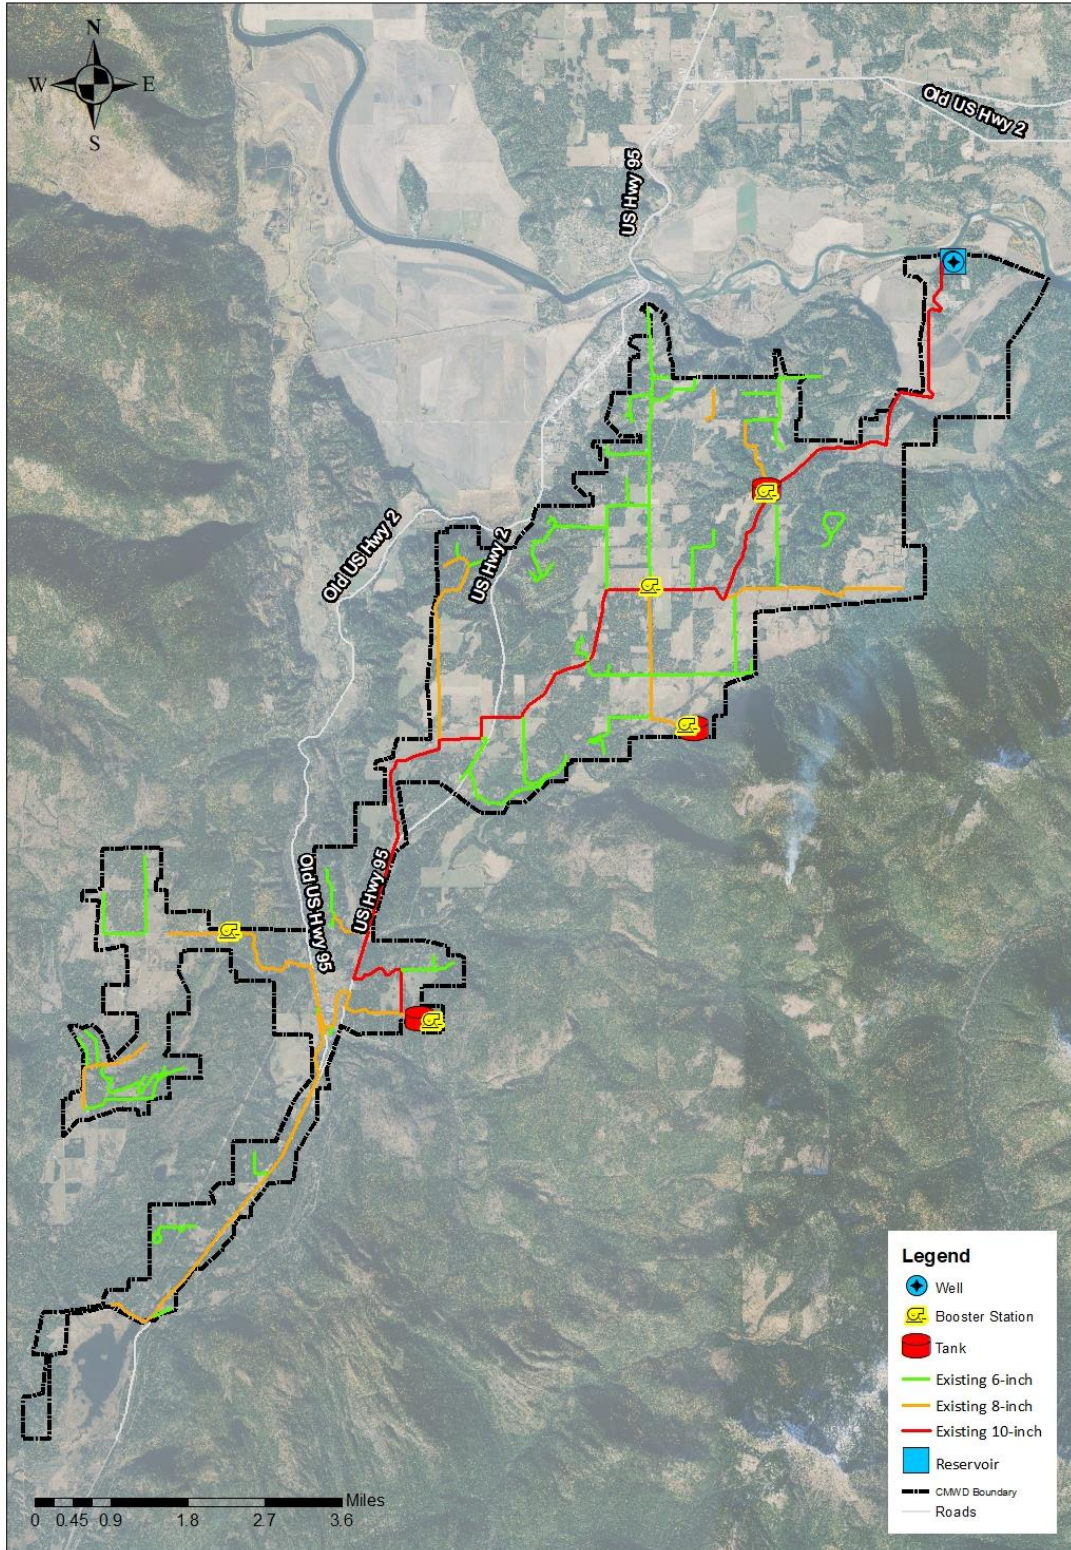 N
W E
S
Old US Hwy 2
US Hwy 95
Old US Hwy 2
US Hwy 2
Old US Hwy 95
US Hwy 95
Legend
Well
Booster Station
Tank
Existing 6-inch
Existing 8-inch
Existing 10-inch
Reservoir
CMWD Boundary
Roads
Miles
0 0.45 0.9 1.8 2.7 3.6